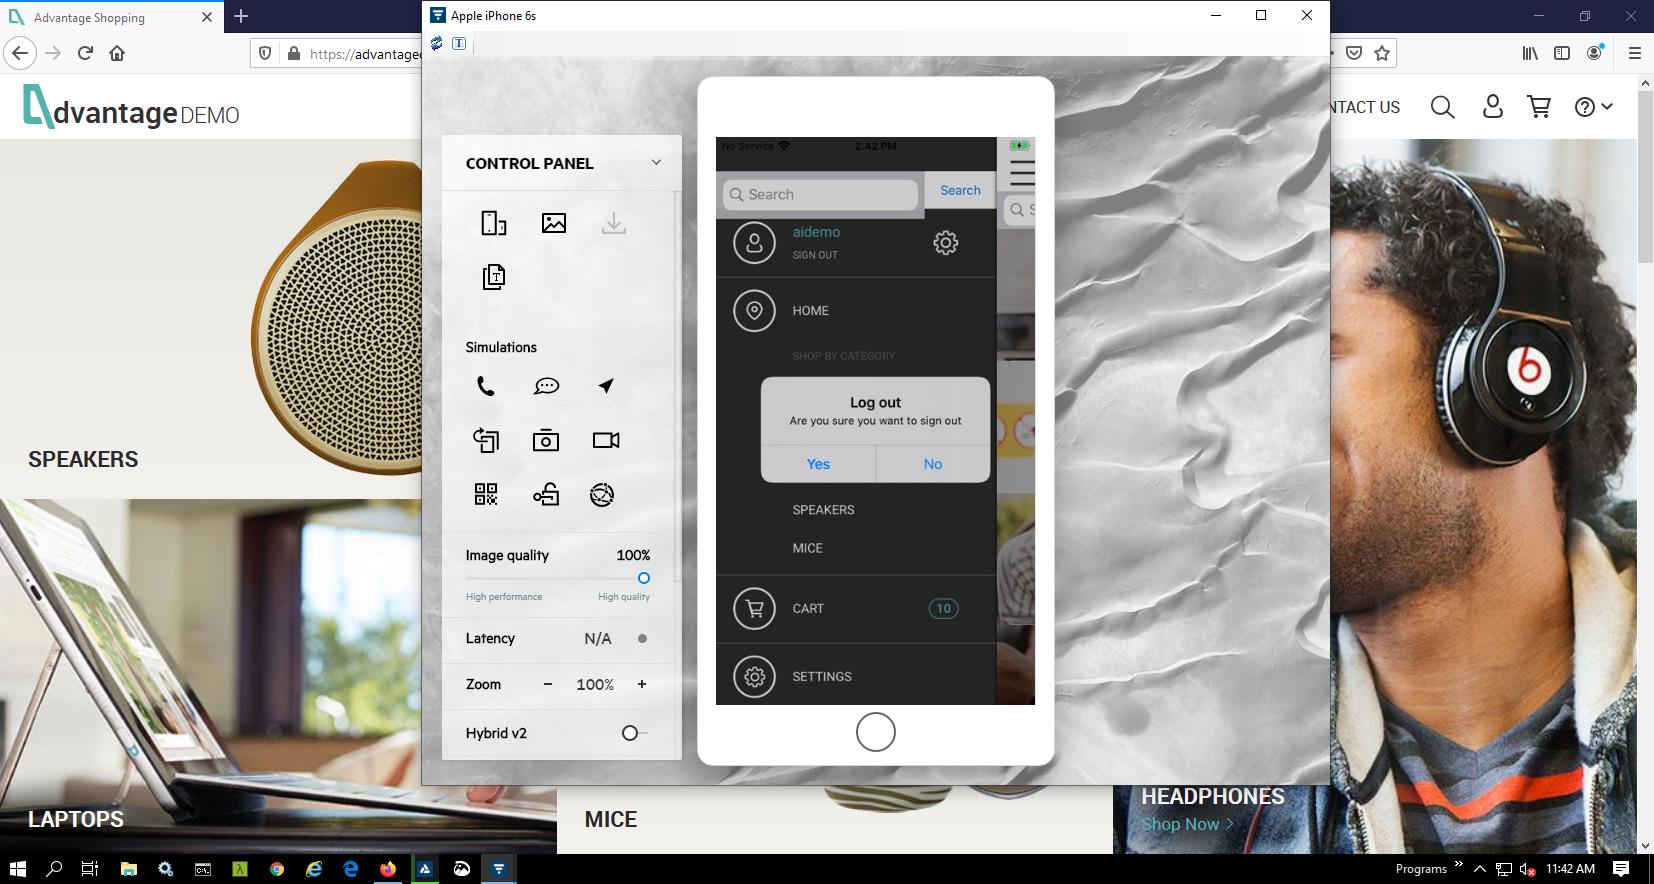 Advantage Shopping
https://advantage
Advantage DEMO
NTACT US
SPEAKERS
LAPTOPS
MICE
HEADPHONES
Shop Now
Apple iPhone 6s
T
CONTROL PANEL
T
Simulations
Image quality 100%
High performance High quality
Latency N/A
Zoom - 100% +
Hybrid v2
No Service 2:42 PM
Search Search
aidemo
SIGN OUT
HOME
SHOP BY CATEGORY
Log out
Are you sure you want to sign out
Yes No
SPEAKERS
MICE
CART 10
SETTINGS
Programs 11:42 AM